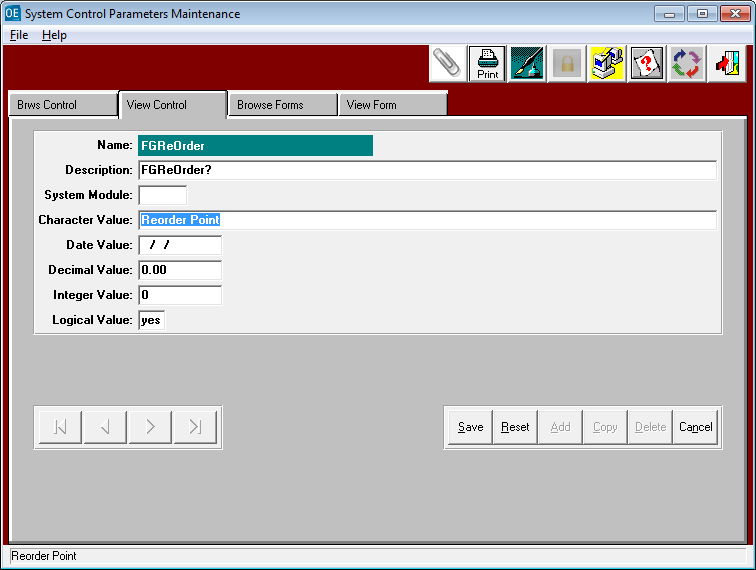 OE System Control Parameters Maintenance
File Help
Print
Brws Control View Control Browse Forms View Form
Name: FGReOrder
Description: FGReOrder?
System Module:
Character Value: Reorder Point
Date Value: / /
Decimal Value: 0.00
Integer Value: 0
Logical Value: yes
Save Reset Add Copy Delete Cancel
Reorder Point